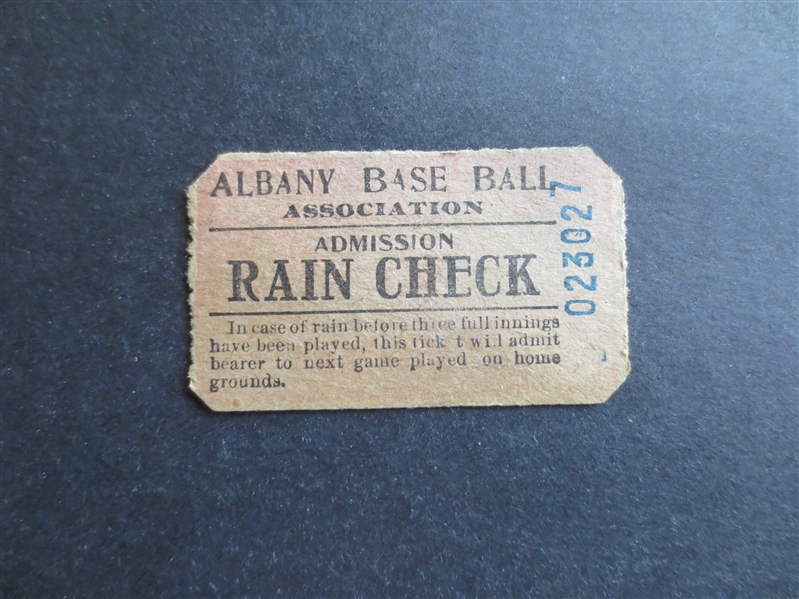 ALBANY BASE BALL
ASSOCIATION
ADMISSION
RAIN CHECK
In case of rain before three full innings
have been played, this ticket will admit
bearer to next game played on home
grounds.
023027